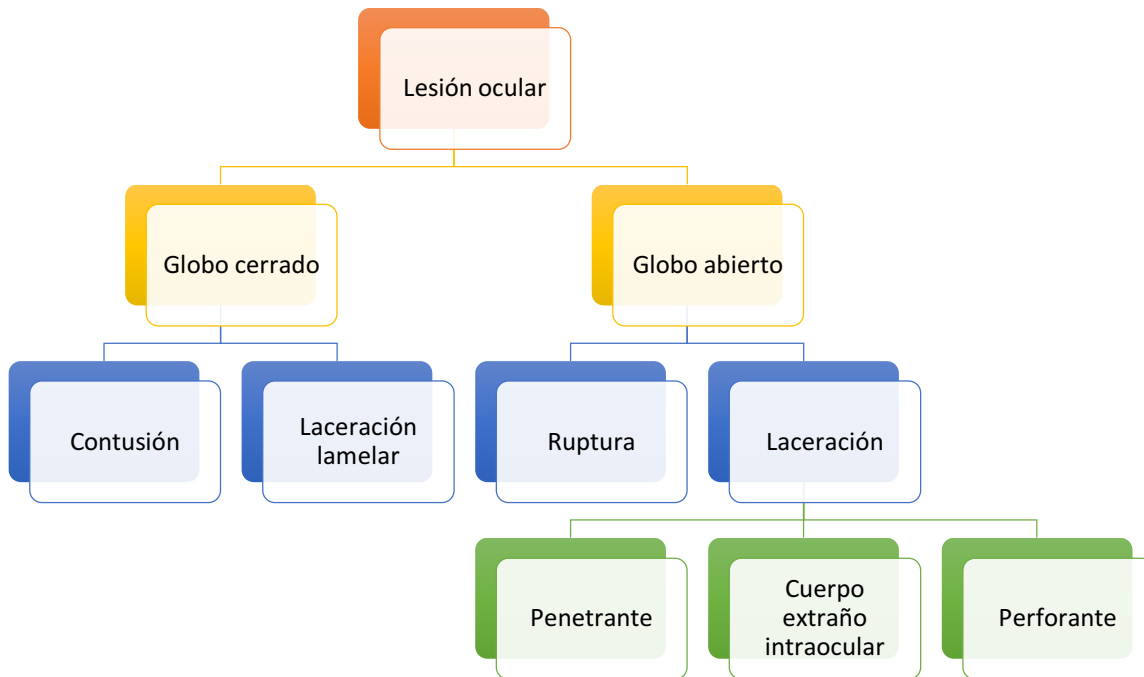 Lesión ocular
Globo cerrado
Globo abierto
Contusión
Laceración
lamelar
Ruptura
Laceración
Penetrante
Cuerpo
extraño
intraocular
Perforante